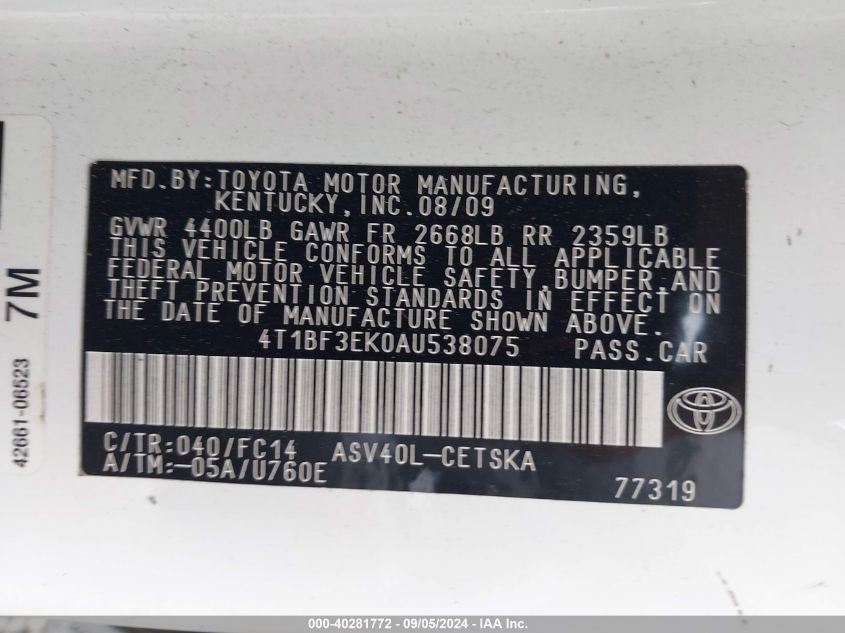 MFD.BY:TOYOTA MOTOR MANUFACTURING,
KENTUCKY,INC.08/09
GVWR 4400LB GAWR FR 2668LB RR 2359LB
THIS VEHICLE CONFORMS TO ALL APPLICABLE
FEDERAL MOTOR VEHICLE SAFETY,BUMPER,AND
THEFT PREVENTION STANDARDS IN EFFECT ON
THE DATE OF MANUFACTURE SHOWN ABOVE.
4T1BF3EK0AU538075 PASS.CAR
C/TR:040/FC14 ASV40L-CETSKA
A/TM:-05A/U760E
77319
7M
42661-06523
000-40281772 - 09/05/2024 - IAA Inc.